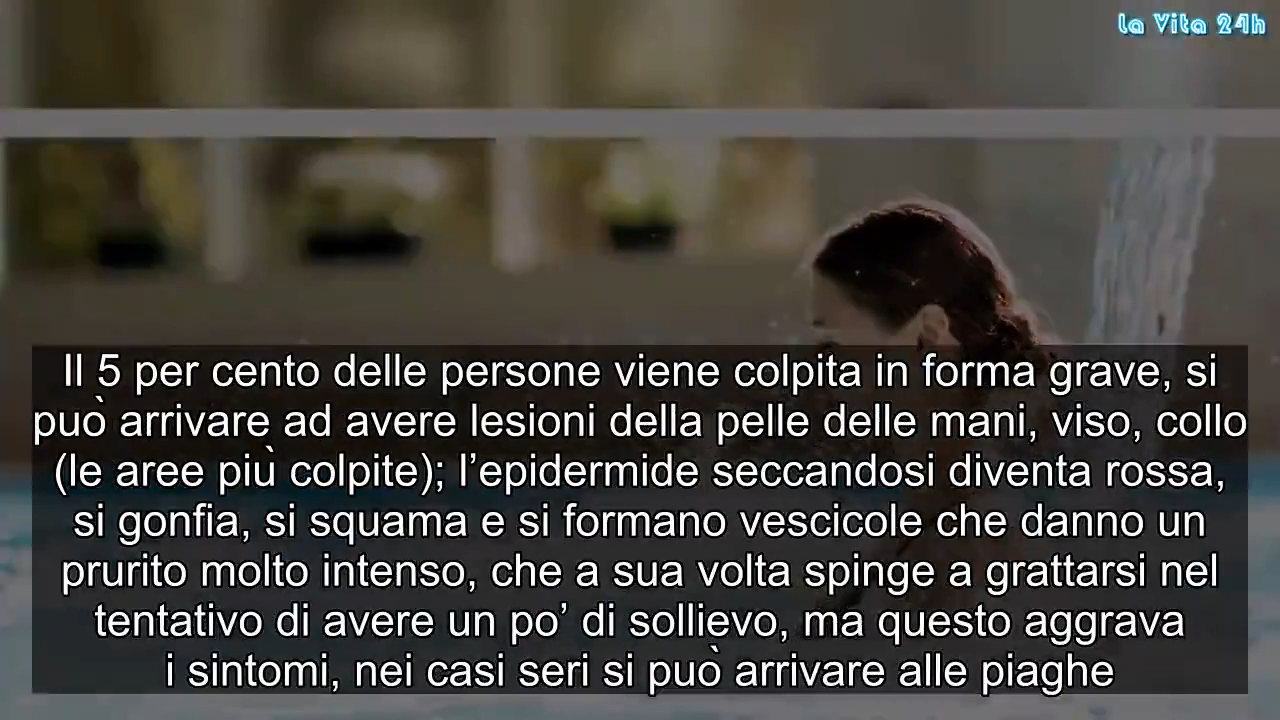 La Vita 24h
Il 5 per cento delle persone viene colpita in forma grave, si
può arrivare ad avere lesioni della pelle delle mani, viso, collo
(le aree più colpite); l’epidermide seccandosi diventa rossa,
si gonfia, si squama e si formano vescicole che danno un
prurito molto intenso, che a sua volta spinge a grattarsi nel
tentativo di avere un po’ di sollievo, ma questo aggrava
i sintomi, nei casi seri si può arrivare alle piaghe